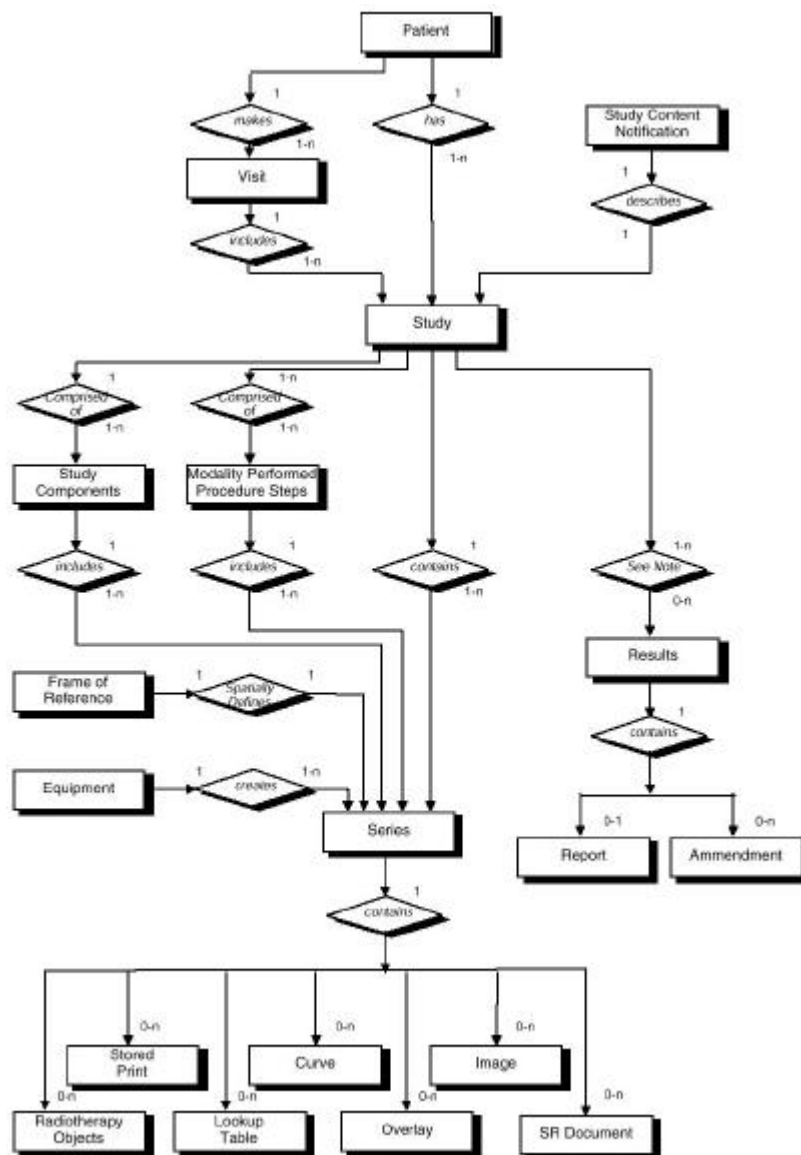 Patient
1
1
makes
has
Study Content
Notification
1-n
1-n
1
Visit
describes
1
1
includes
1-n
Study
1
1-n
Comprised
of
Comprised
of
1-n
1-n
Study
Components
Modality Performed
Procedure Steps
1
1
1
1-n
includes
includes
contains
See Note
1-n
1-n
1-n
0-n
Results
Frame of
Reference
1
Spatially
Defines
1
1
contains
Equipment
1
creates
1-n
Series
0-1
0-n
Report
Ammendment
1
contains
0-n
0-n
0-n
Stored
Print
Curve
Image
0-n
0-n
0-n
0-n
Radiotherapy
Objects
Lookup
Table
Overlay
SR Document